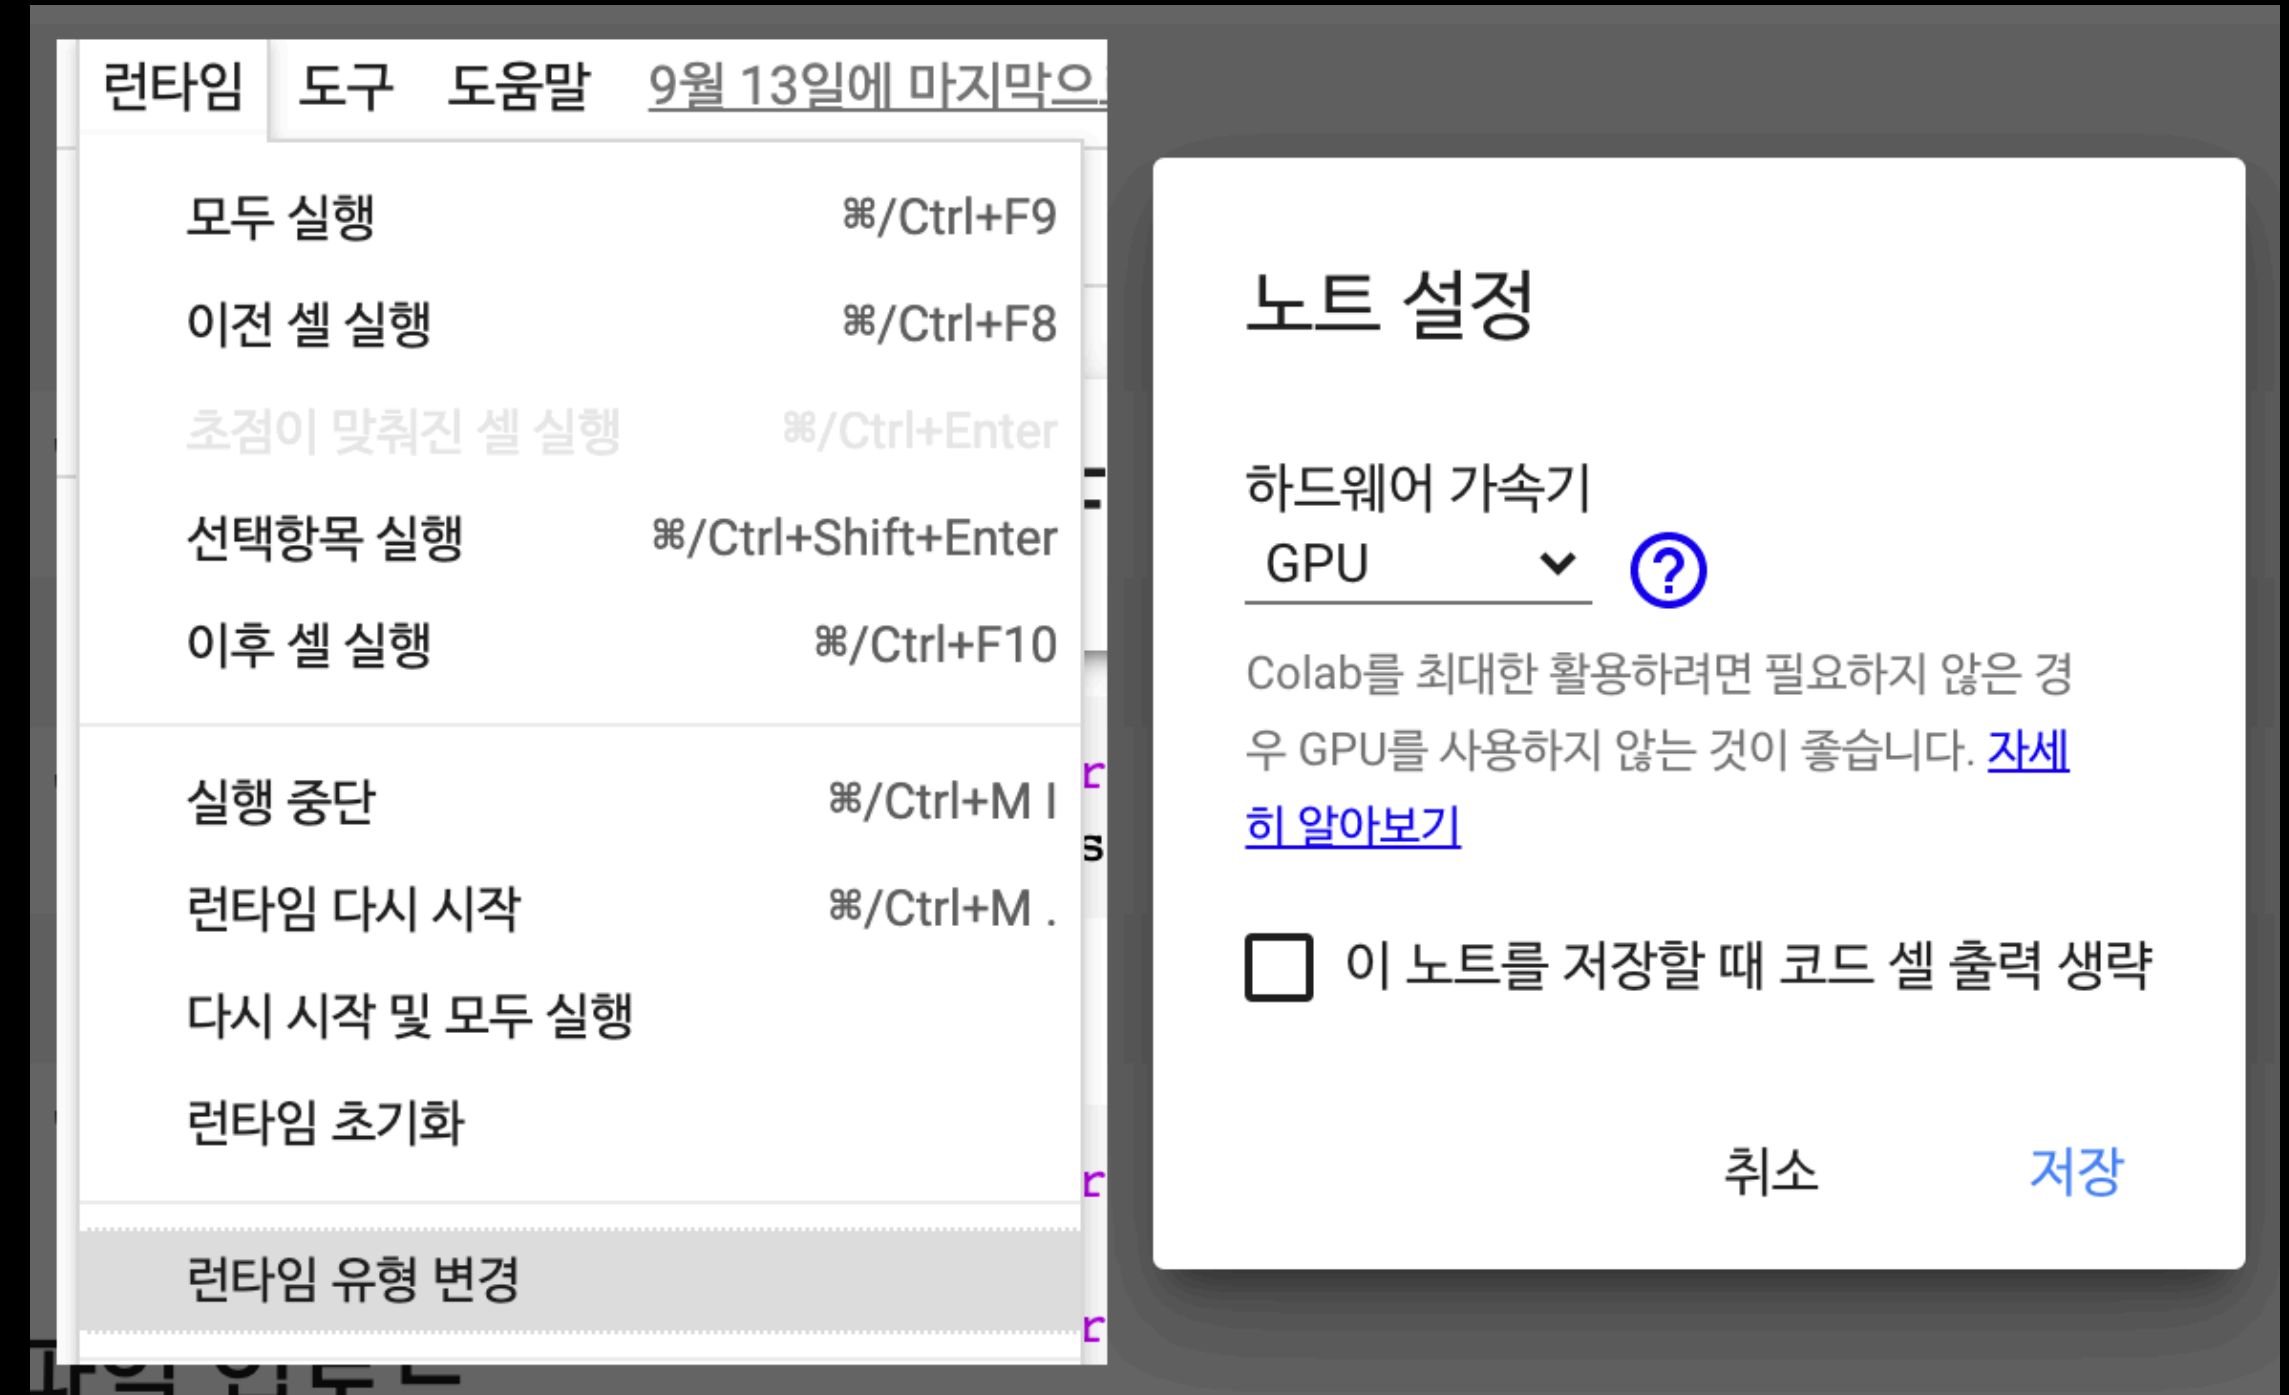 런타임 도구 도움말 9월 13일에 마지막으
모두 실행 ⌘/Ctrl+F9
이전 셀 실행 ⌘/Ctrl+F8
초점이 맞춰진 셀 실행 ⌘/Ctrl+Enter
선택항목 실행 ⌘/Ctrl+Shift+Enter
이후 셀 실행 ⌘/Ctrl+F10
실행 중단 ⌘/Ctrl+M I
런타임 다시 시작 ⌘/Ctrl+M .
다시 시작 및 모두 실행
런타임 초기화
런타임 유형 변경
노트 설정
하드웨어 가속기
GPU
Colab를 최대한 활용하려면 필요하지 않은 경
우 GPU를 사용하지 않는 것이 좋습니다. 자세
히 알아보기
이 노트를 저장할 때 코드 셀 출력 생략
취소 저장